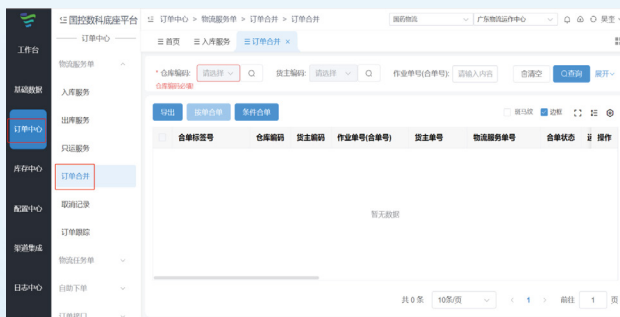 国控数科底座平台
订单中心 > 物流服务单 > 订单合并 > 订单合并
国药物流
广东物流运作中心
订单中心
首页
入库服务
订单合并 ×
工作台
基础数据
订单中心
库存中心
配置中心
渠道集成
日志中心
物流服务单
入库服务
出库服务
只运服务
订单合并
取消记录
订单跟踪
物流任务单
自助下单
订单接口
* 仓库编码: 请选择
货主编码: 请选择
作业单号(合单号): 请输入内容
清空
查询
展开
仓库编码必填!
导出
按单合单
条件合单
斑马纹
边框
合单标签号 仓库编码 货主编码 作业单号(合单号) 货主单号 物流服务单号 合单状态 操作
暂无数据
共 0 条 10条/页 < 1 > 前往 1 页